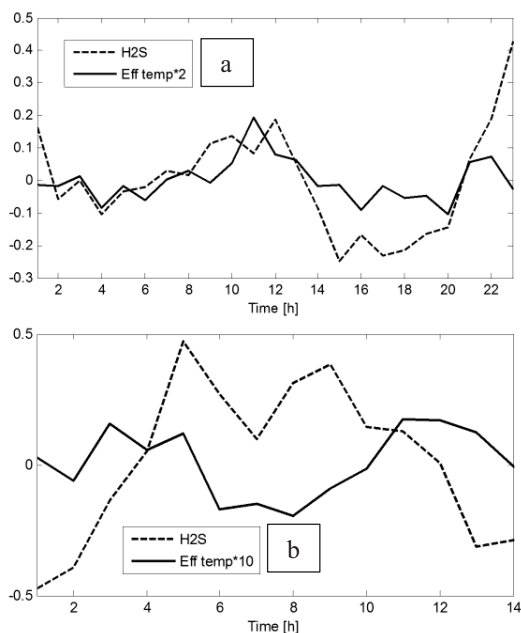 0.5
0.4
0.3
0.2
0.1
0
-0.1
-0.2
-0.3
H2S
Eff temp*2
a
2 4 6 8 10 12 14 16 18 20 22
Time [h]
0.5
0
-0.5
H2S
Eff temp*10
b
2 4 6 8 10 12 14
Time [h]